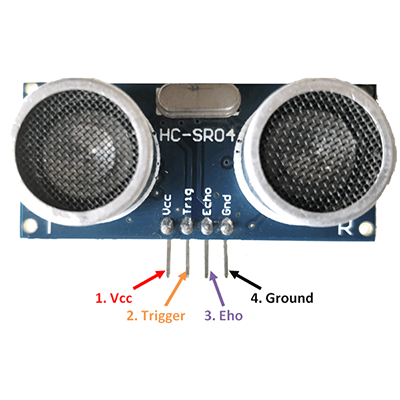 HC-SR04
Vcc
Trig
Echo
Gnd
T
R
1. Vcc
4. Ground
2. Trigger
3. Eho